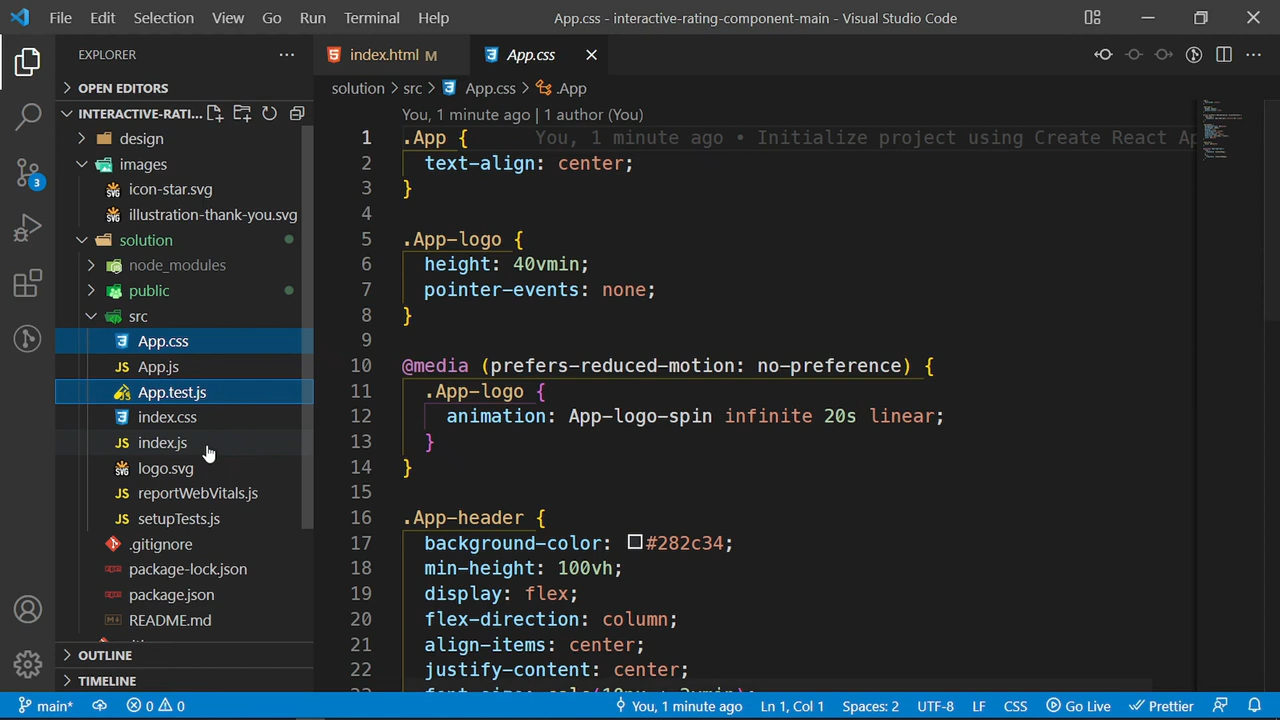 File Edit Selection View Go Run Terminal Help
App.css - interactive-rating-component-main - Visual Studio Code
EXPLORER
OPEN EDITORS
INTERACTIVE-RATI...
design
images
icon-star.svg
illustration-thank-you.svg
solution
node_modules
public
src
App.css
App.js
App.test.js
index.css
index.js
logo.svg
reportWebVitals.js
setupTests.js
.gitignore
package-lock.json
package.json
README.md
OUTLINE
TIMELINE
3
index.html M
App.css
solution > src > App.css > .App
You, 1 minute ago | 1 author (You)
1 .App { You, 1 minute ago • Initialize project using Create React Ap
2 text-align: center;
3 }
4
5 .App-logo {
6 height: 40vmin;
7 pointer-events: none;
8 }
9
10 @media (prefers-reduced-motion: no-preference) {
11 .App-logo {
12 animation: App-logo-spin infinite 20s linear;
13 }
14 }
15
16 .App-header {
17 background-color: #282c34;
18 min-height: 100vh;
19 display: flex;
20 flex-direction: column;
21 align-items: center;
22 justify-content: center;
main* 0 0 You, 1 minute ago Ln 1, Col 1 Spaces: 2 UTF-8 LF CSS Go Live Prettier